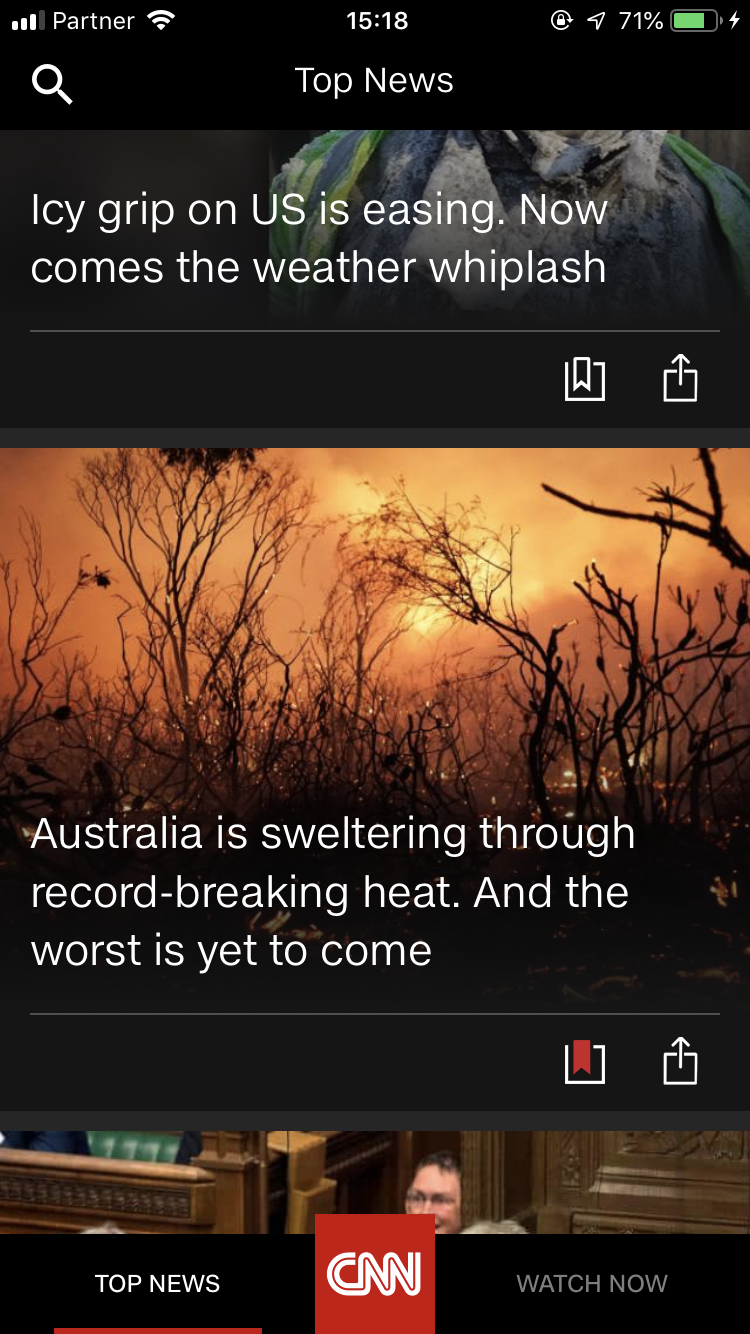 Partner 15:18 71%
Top News
Icy grip on US is easing. Now
comes the weather whiplash
Australia is sweltering through
record-breaking heat. And the
worst is yet to come
TOP NEWS CNN WATCH NOW